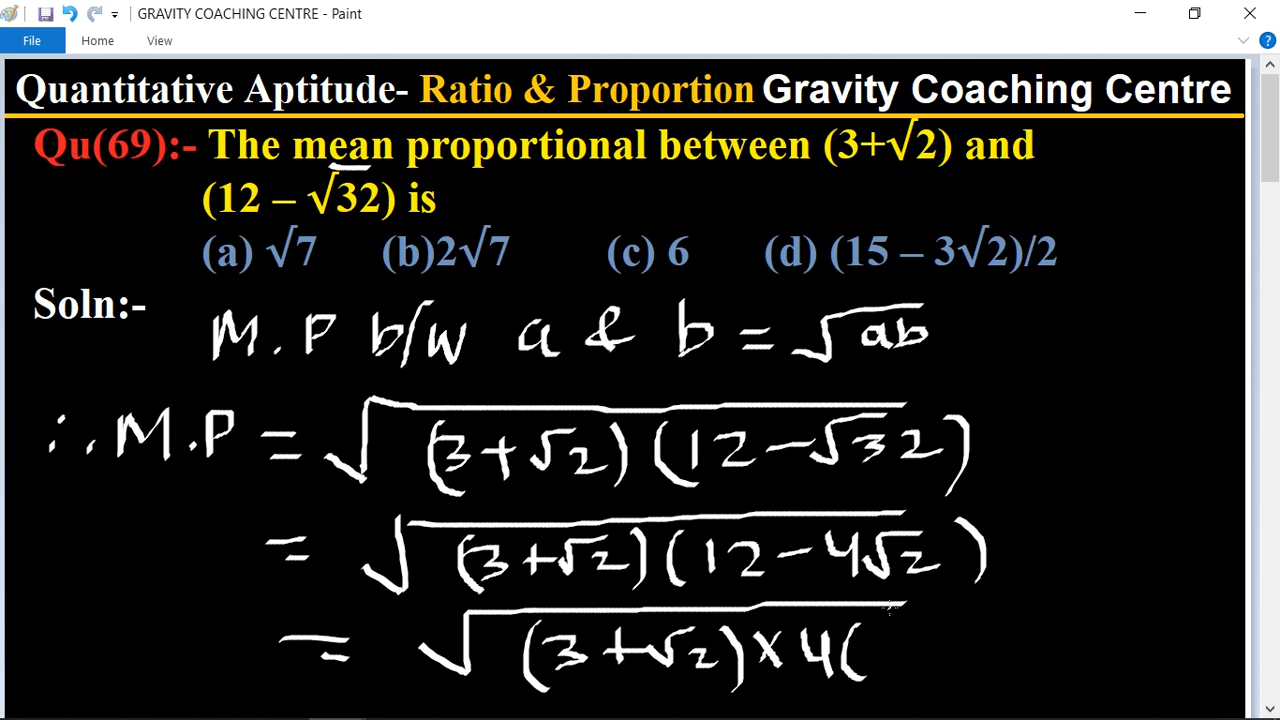 GRAVITY COACHING CENTRE - Paint
File Home View
Quantitative Aptitude- Ratio & Proportion Gravity Coaching Centre
Qu(69):- The mean proportional between (3+√2) and
(12 – √32) is
(a) √7 (b)2√7 (c) 6 (d) (15 – 3√2)/2
Soln:- M.P b/w a & b = √ab
∴ M.P = √(3+√2)(12-√32)
= √(3+√2)(12-4√2)
= √(3+√2)×4(